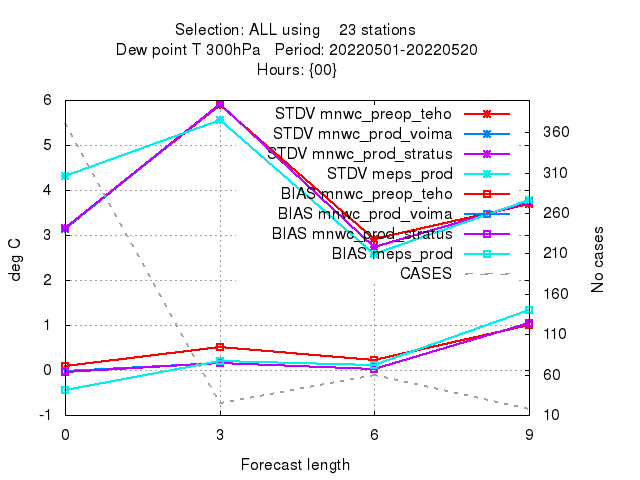 Selection: ALL using 23 stations
Dew point T 300hPa Period: 20220501-20220520
Hours: {00}
6
5
4
3
2
1
0
-1
deg C
STDV mnwc_preop_teho
STDV mnwc_prod_voima
STDV mnwc_prod_stratus
STDV meps_prod
BIAS mnwc_preop_teho
BIAS mnwc_prod_voima
BIAS mnwc_prod_stratus
BIAS meps_prod
CASES
360
310
260
210
160
110
60
10
No cases
0 3 6 9
Forecast length